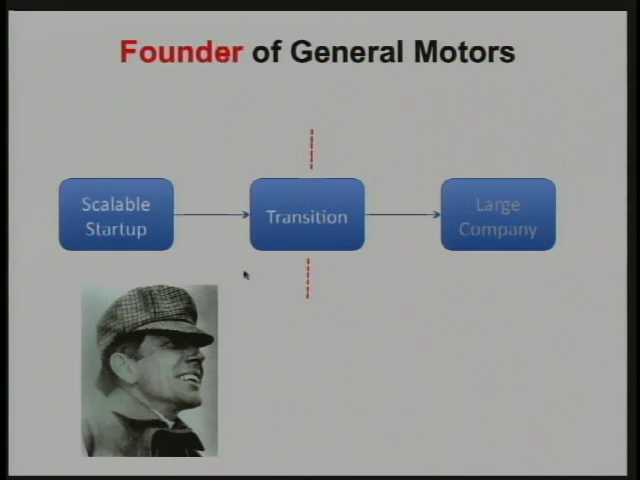 Founder of General Motors
Scalable
Startup
Transition
Large
Company